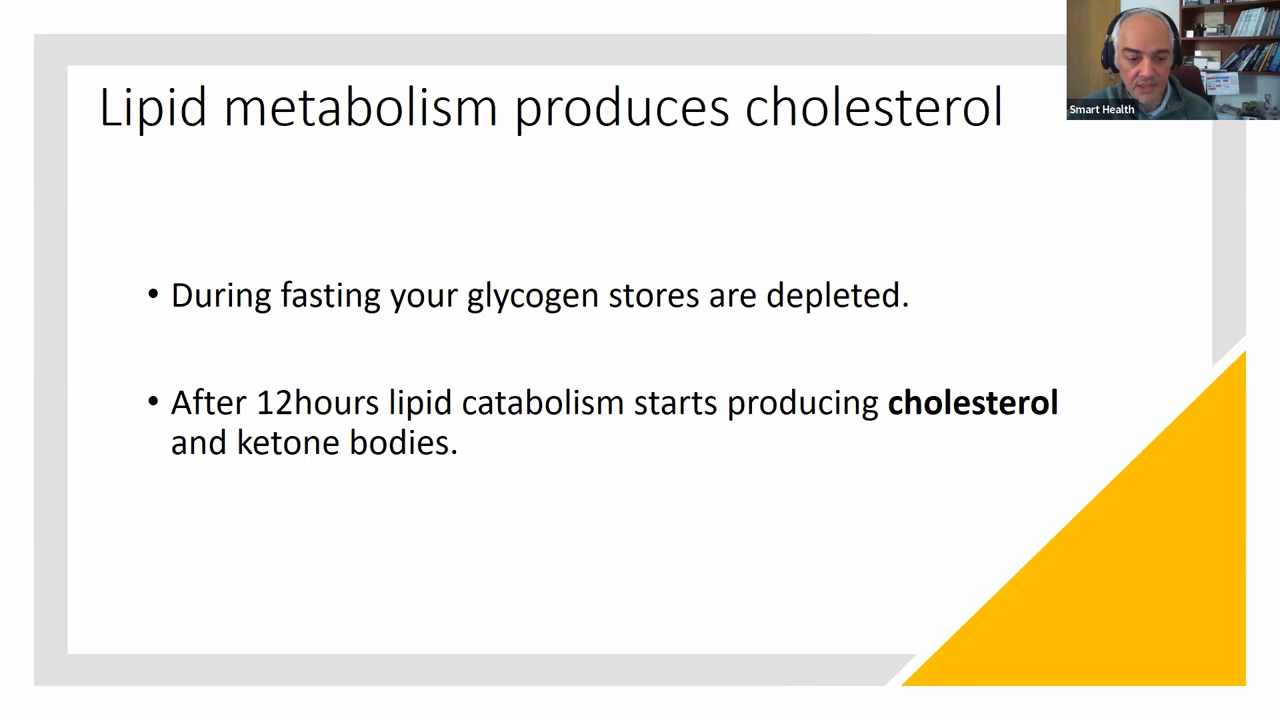 Lipid metabolism produces cholesterol
Smart Health
• During fasting your glycogen stores are depleted.
• After 12hours lipid catabolism starts producing cholesterol
and ketone bodies.